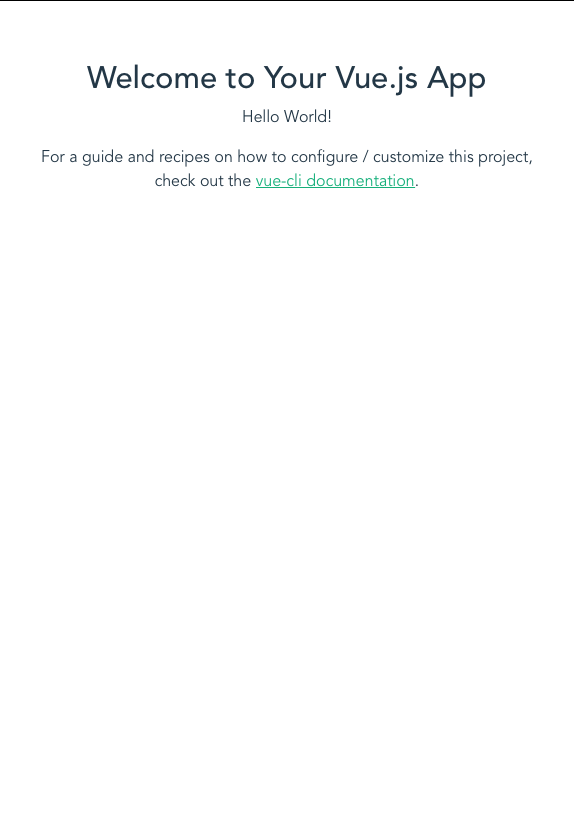 Welcome to Your Vue.js App
Hello World!
For a guide and recipes on how to configure / customize this project,
check out the vue-cli documentation.